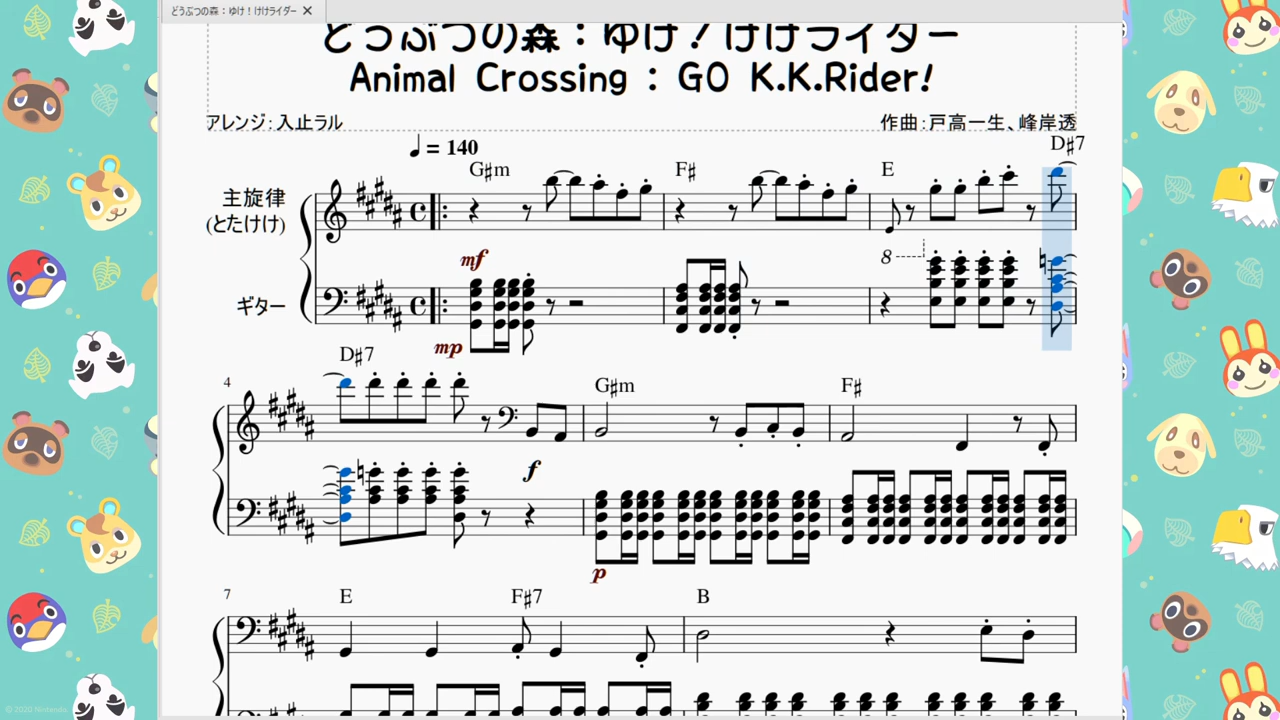 どうぶつの森：ゆけ！けけライダー
どうぶつの森：ゆけ！けけライダー
Animal Crossing : GO K.K.Rider!
アレンジ：入止ラル
作曲：戸高一生、峰岸透
♩ = 140
G♯m F♯ E D♯7
主旋律
(とたけけ)
mf
8
ギター
mp
D♯7 G♯m F♯
4
f
p
7
E F♯7 B
© 2020 Nintendo